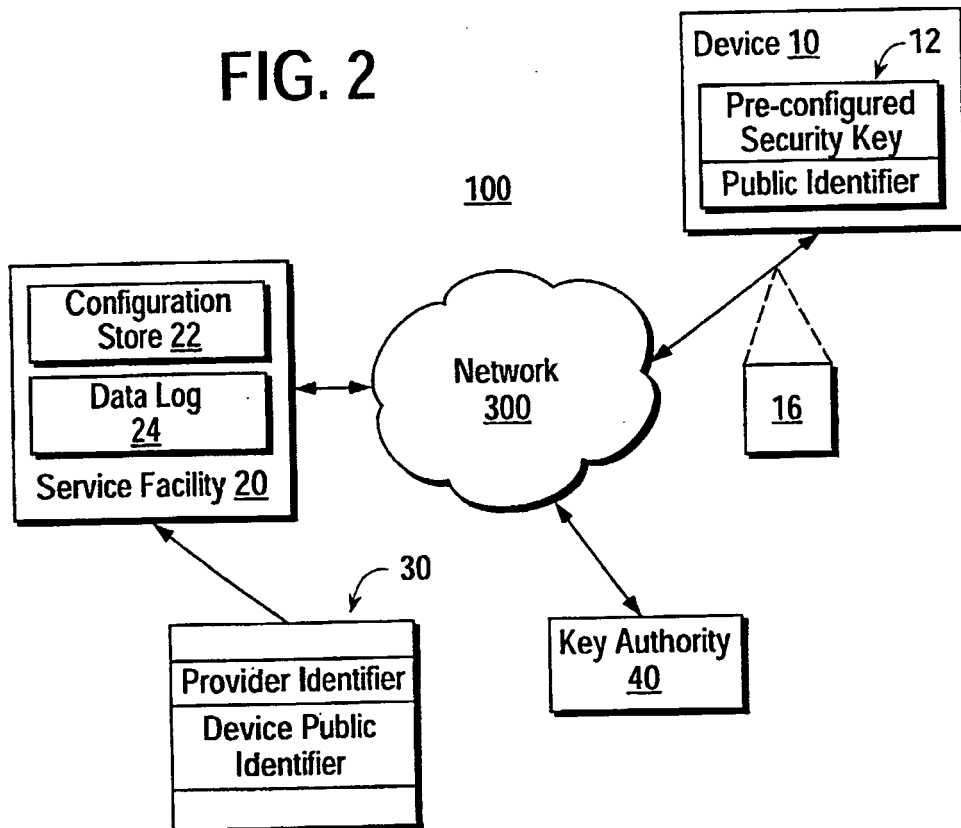 FIG. 2
Device 10
12
Pre-configured
Security Key
Public Identifier
100
Configuration
Store 22
Data Log
24
Service Facility 20
Network
300
16
30
Provider Identifier
Device Public
Identifier
Key Authority
40